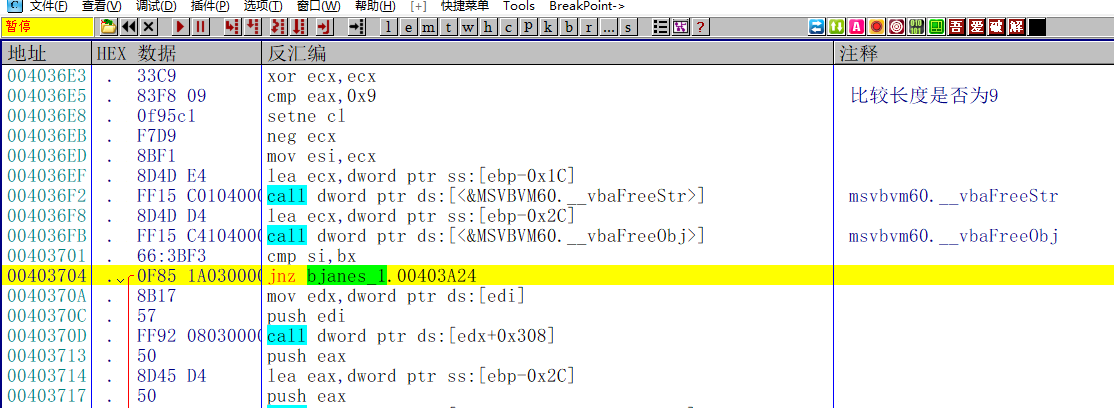 C 文件(F) 查看(V) 调试(D) 插件(P) 选项(T) 窗口(W) 帮助(H) [+] 快捷菜单 Tools BreakPoint->
暂停 l e m t w h c p k b r ... s ? A 吾 爱 破 解
地址 HEX 数据 反汇编 注释
004036E3 . 33C9 xor ecx,ecx
004036E5 . 83F8 09 cmp eax,0x9 比较长度是否为9
004036E8 . 0f95c1 setne cl
004036EB . F7D9 neg ecx
004036ED . 8BF1 mov esi,ecx
004036EF . 8D4D E4 lea ecx,dword ptr ss:[ebp-0x1C]
004036F2 . FF15 C0104000 call dword ptr ds:[<&MSVBVM60.__vbaFreeStr>] msvbvm60.__vbaFreeStr
004036F8 . 8D4D D4 lea ecx,dword ptr ss:[ebp-0x2C]
004036FB . FF15 C4104000 call dword ptr ds:[<&MSVBVM60.__vbaFreeObj>] msvbvm60.__vbaFreeObj
00403701 . 66:3BF3 cmp si,bx
00403704 . 0F85 1A030000 jnz bjanes_1.00403A24
0040370A . 8B17 mov edx,dword ptr ds:[edi]
0040370C . 57 push edi
0040370D . FF92 08030000 call dword ptr ds:[edx+0x308]
00403713 . 50 push eax
00403714 . 8D45 D4 lea eax,dword ptr ss:[ebp-0x2C]
00403717 . 50 push eax